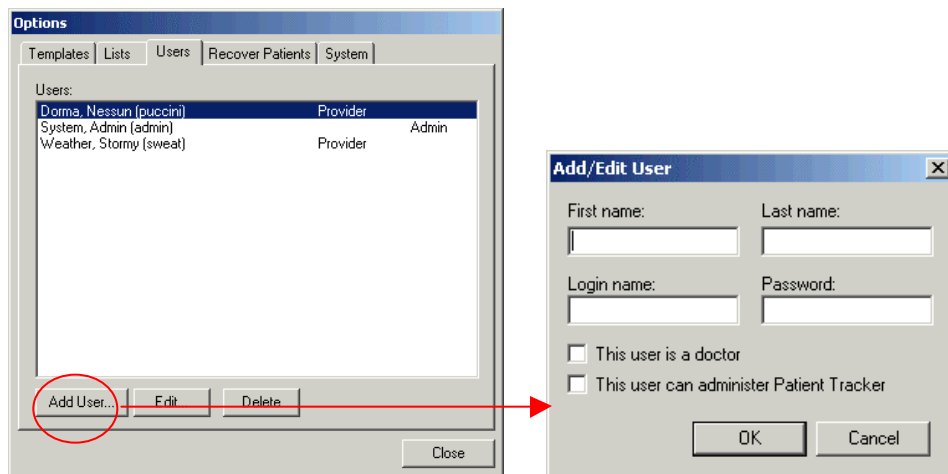 Options
Templates Lists Users Recover Patients System
Users:
Dorma, Nessun (puccini) Provider
System, Admin (admin) Admin
Weather, Stormy (sweat) Provider
Add User... Edit... Delete
Close
Add/Edit User
First name: Last name:
Login name: Password:
This user is a doctor
This user can administer Patient Tracker
OK Cancel